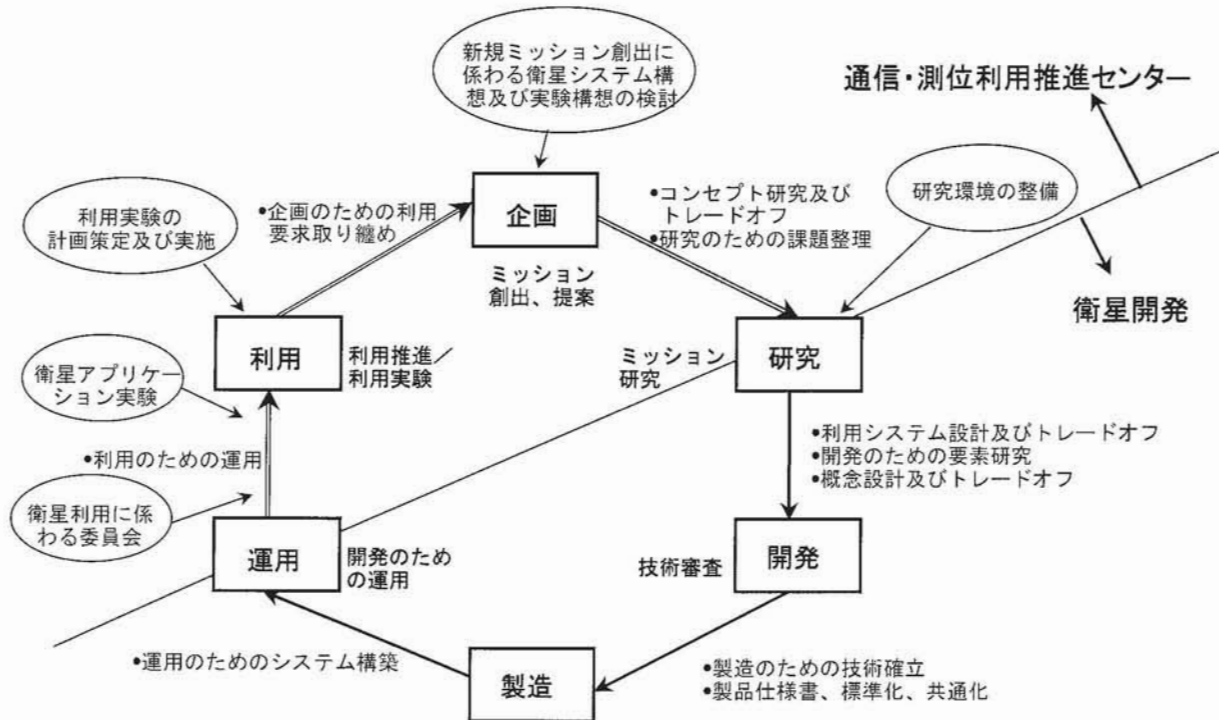 新規ミッション創出に
係わる衛星システム構
想及び実験構想の検討
通信・測位利用推進センター
利用実験の
計画策定及び実施
•企画のための利用
要求取り纏め
企画
•コンセプト研究及び
トレードオフ
•研究のための課題整理
研究環境の整備
ミッション
創出、提案
衛星開発
利用
利用推進／
利用実験
ミッション
研究
研究
衛星アプリケー
ション実験
•利用のための運用
•利用システム設計及びトレードオフ
•開発のための要素研究
•概念設計及びトレードオフ
衛星利用に係
わる委員会
運用
開発のため
の運用
技術審査
開発
•運用のためのシステム構築
製造
•製造のための技術確立
•製品仕様書、標準化、共通化